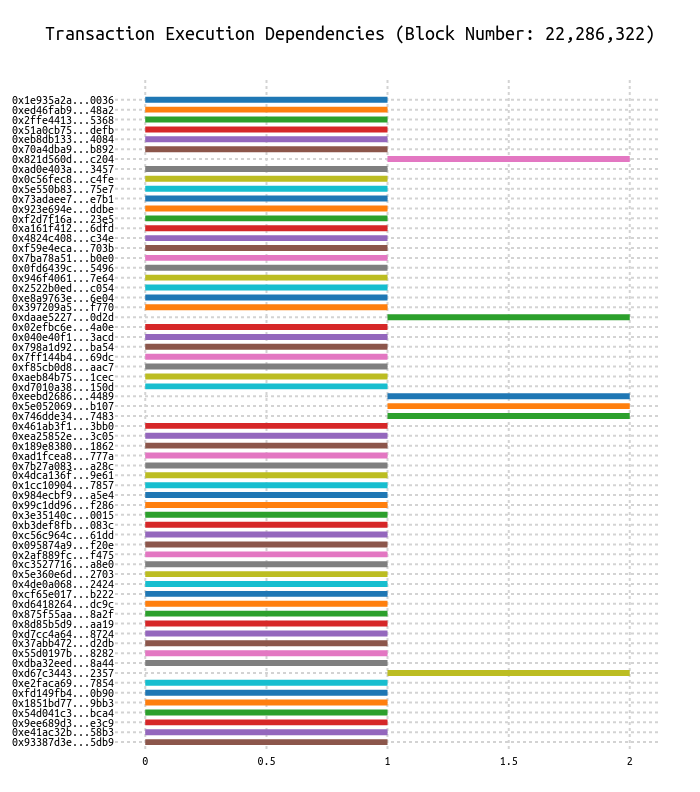 Transaction Execution Dependencies (Block Number: 22,286,322)
0x1e935a2a...0036
0xed46fab9...48a2
0x2ffe4413...5368
0x51a0cb75...defb
0xeb8db133...4084
0x70a4dba9...b892
0x821d560d...c204
0xad0e403a...3457
0x0c56fec8...c4fe
0x5e550b83...75e7
0x73adaee7...e7b1
0x923e694e...ddbe
0xf2d7f16a...23e5
0xa161f412...6dfd
0x4824c408...c34e
0xf59e4eca...703b
0x7ba78a51...b0e0
0x0fd6439c...5496
0x946f4061...7e64
0x2522b0ed...c054
0xe8a9763e...6e04
0x397209a5...f770
0xdaae5227...0d2d
0x02efbc6e...4a0e
0x040e40f1...3acd
0x798a1d92...ba54
0x7ff144b4...69dc
0xf85cb0d8...aac7
0xaeb84b75...1cec
0xd7010a38...150d
0xeebd2686...4489
0x5e052069...b107
0x746dde34...7483
0x461ab3f1...3bb0
0xea25852e...3c05
0x189e8380...1862
0xad1fcea8...777a
0x7b27a083...a28c
0x4dca136f...9e61
0x1cc10904...7857
0x984ecbf9...a5e4
0x99c1dd96...f286
0x3e35140c...0015
0xb3def8fb...083c
0xc56c964c...61dd
0x095874a9...f20e
0x2af889fc...f475
0xc3527716...a8e0
0x5e360e6d...2703
0x4de0a068...2424
0xcf65e017...b222
0xd6418264...dc9c
0x875f55aa...8a2f
0x8d85b5d9...aa19
0xd7cc4a64...8724
0x37abb472...d2db
0x55d0197b...8282
0xdba32eed...8a44
0xd67c3443...2357
0xe2faca69...7854
0xfd149fb4...0b90
0x1851bd77...9bb3
0x54d041c3...bca4
0x9ee689d3...e3c9
0xe41ac32b...58b3
0x93387d3e...5db9
0 0.5 1 1.5 2